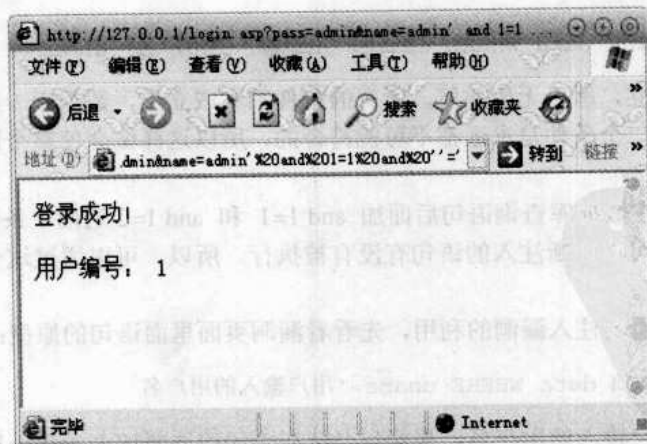 http://127.0.0.1/login.asp?pass=admin&name=admin' and 1=1 ...
文件(F) 编辑(E) 查看(V) 收藏(A) 工具(T) 帮助(H)
后退 搜索 收藏夹 »
地址(D) .dmin&name=admin'%20and%201=1%20and%20''=' 转到 链接 »
登录成功!
用户编号: 1
完毕 Internet